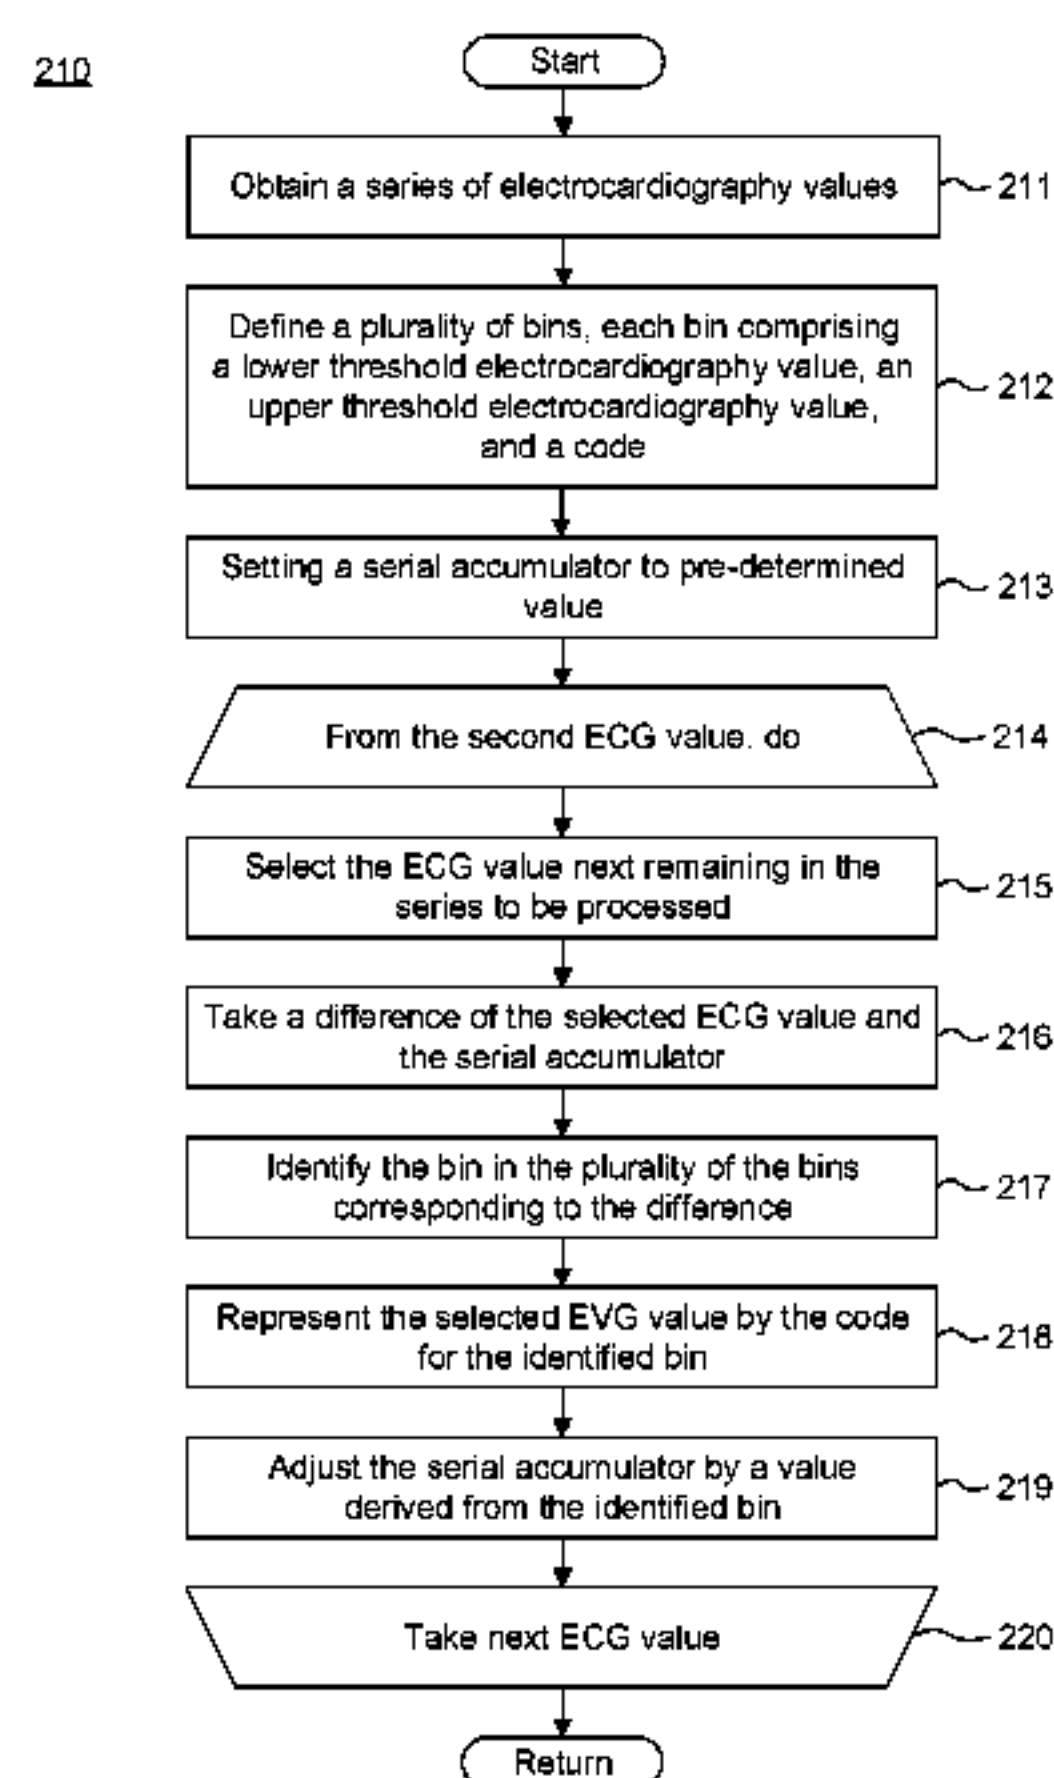 210
Start
Obtain a series of electrocardiography values
211
Define a plurality of bins, each bin comprising
a lower threshold electrocardiography value, an
upper threshold electrocardiography value,
and a code
212
Setting a serial accumulator to pre-determined
value
213
From the second ECG value, do
214
Select the ECG value next remaining in the
series to be processed
215
Take a difference of the selected ECG value and
the serial accumulator
216
Identify the bin in the plurality of the bins
corresponding to the difference
217
Represent the selected EVG value by the code
for the identified bin
218
Adjust the serial accumulator by a value
derived from the identified bin
219
Take next ECG value
220
Return